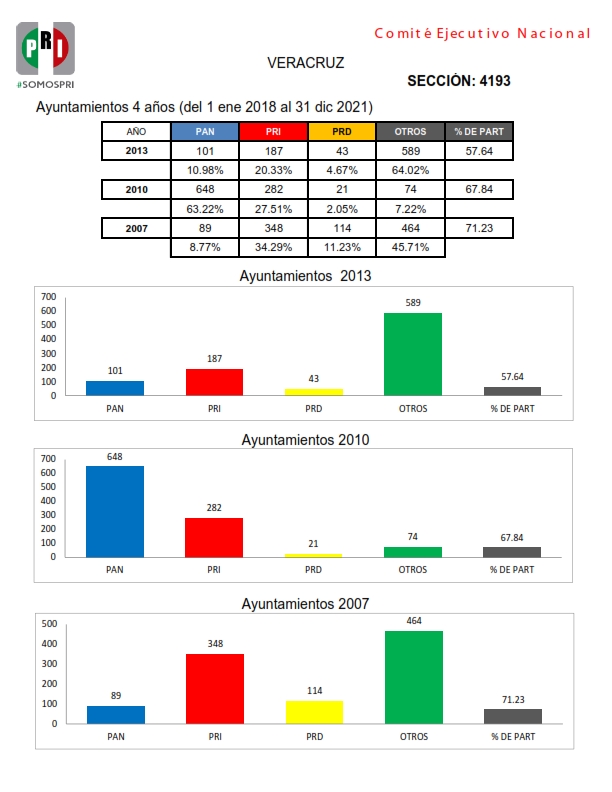 Comité Ejecutivo Nacional
PRI
#SOMOSPRI
VERACRUZ
SECCIÓN: 4193
Ayuntamientos 4 años (del 1 ene 2018 al 31 dic 2021)
AÑO PAN PRI PRD OTROS % DE PART
2013 101 187 43 589 57.64
10.98% 20.33% 4.67% 64.02%
2010 648 282 21 74 67.84
63.22% 27.51% 2.05% 7.22%
2007 89 348 114 464 71.23
8.77% 34.29% 11.23% 45.71%
Ayuntamientos 2013
700
600
500
400
300
200
100
0
101 187 43 589 57.64
PAN PRI PRD OTROS % DE PART
Ayuntamientos 2010
700
600
500
400
300
200
100
0
648 282 21 74 67.84
PAN PRI PRD OTROS % DE PART
Ayuntamientos 2007
500
400
300
200
100
0
89 348 114 464 71.23
PAN PRI PRD OTROS % DE PART